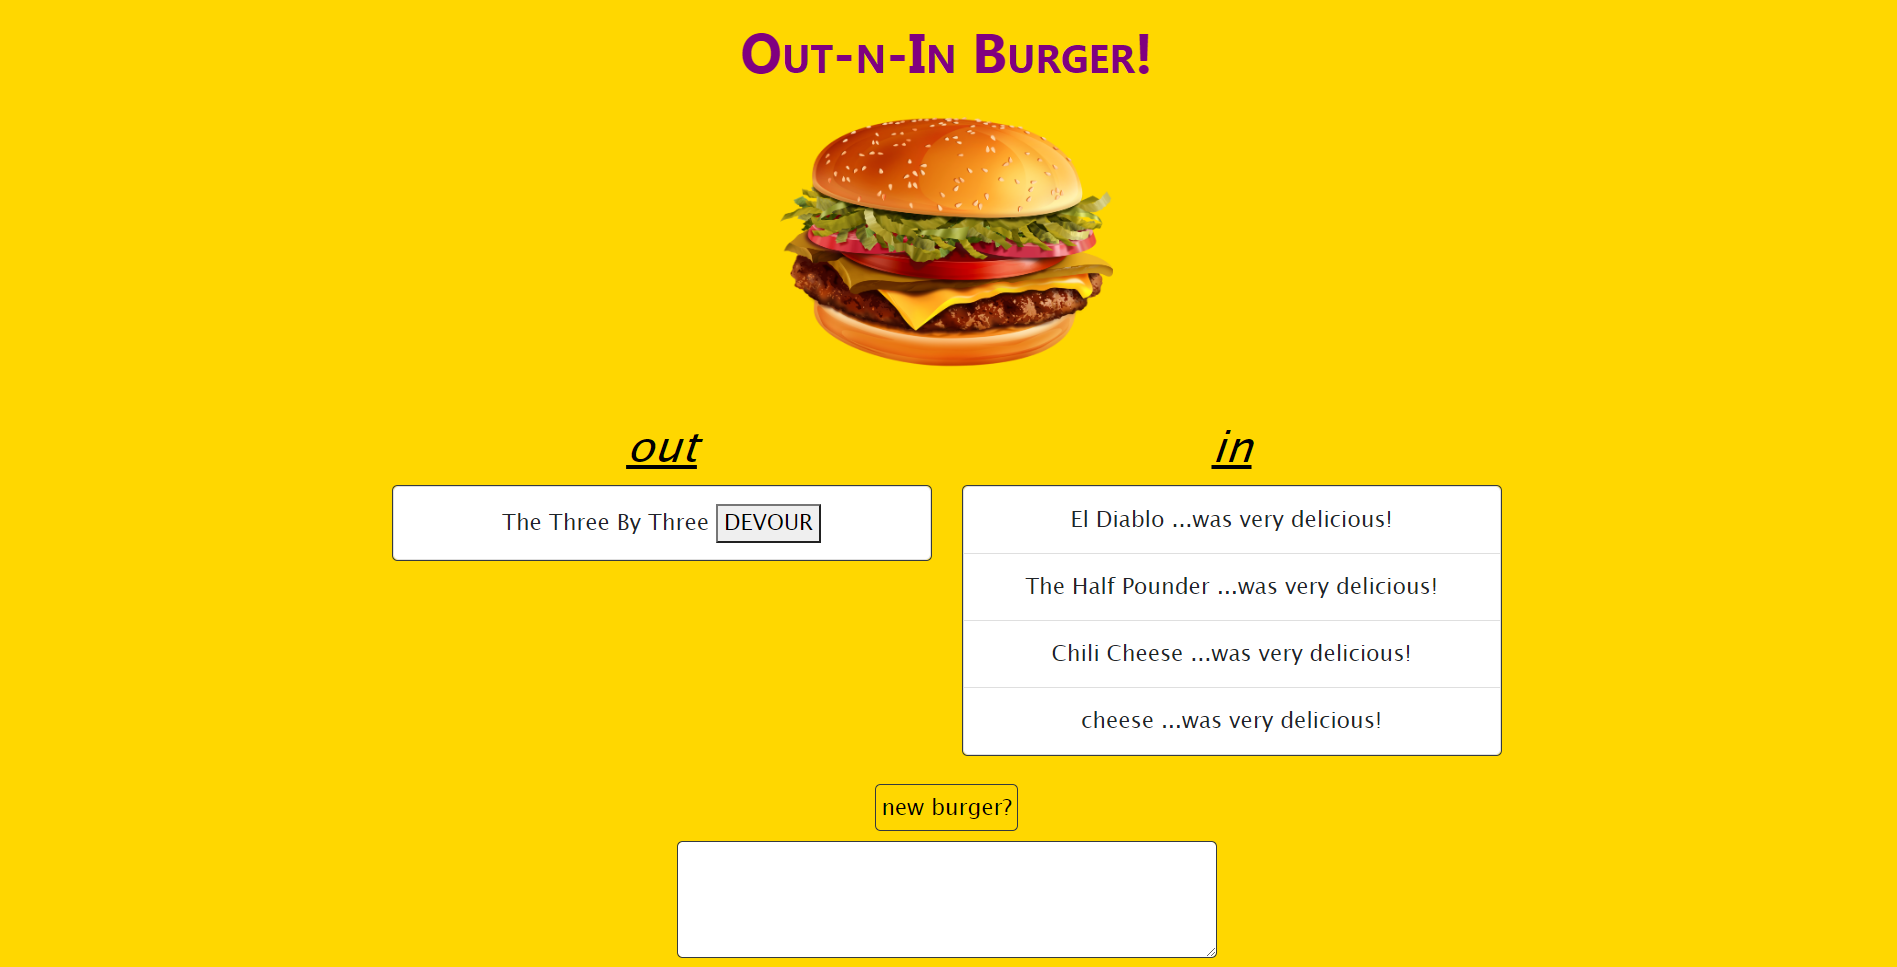 Out-n-In Burger!
out
The Three By Three DEVOUR
in
El Diablo ...was very delicious!
The Half Pounder ...was very delicious!
Chili Cheese ...was very delicious!
cheese ...was very delicious!
new burger?